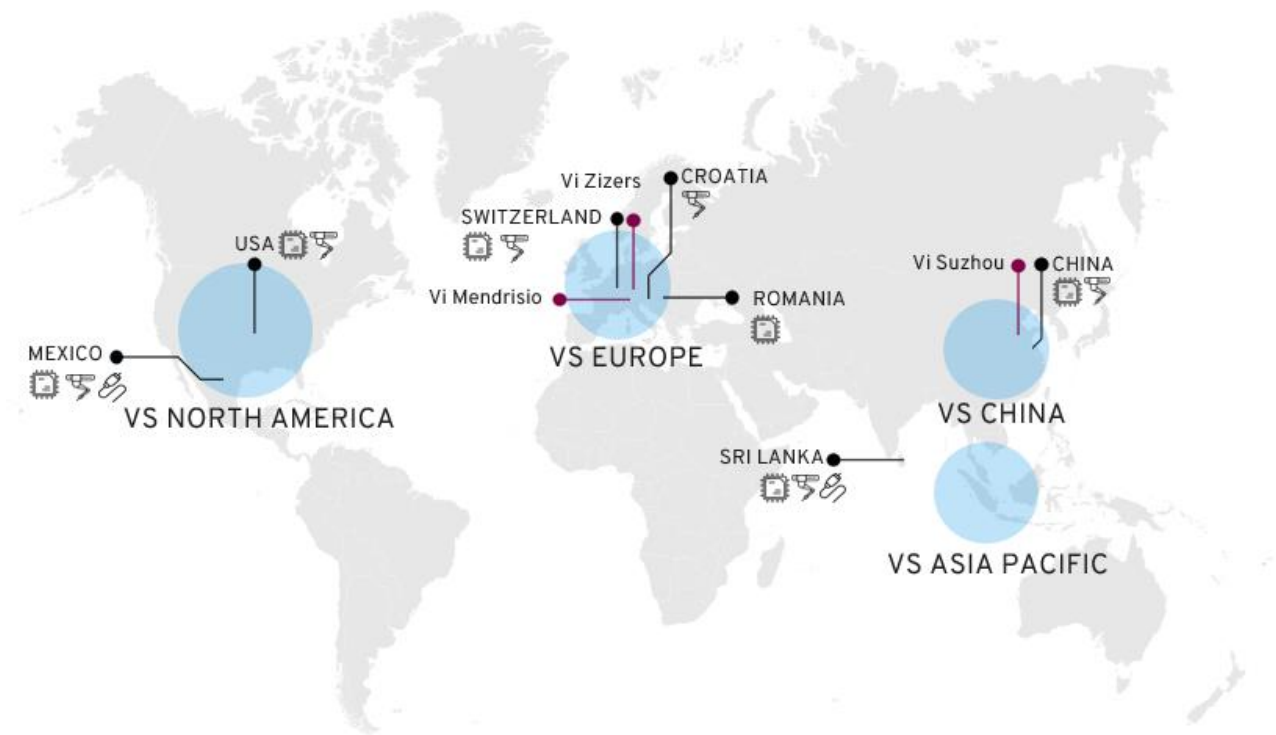 Vi Zizers
CROATIA
SWITZERLAND
USA
Vi Suzhou
CHINA
Vi Mendrisio
ROMANIA
MEXICO
VS EUROPE
VS NORTH AMERICA
VS CHINA
SRI LANKA
VS ASIA PACIFIC